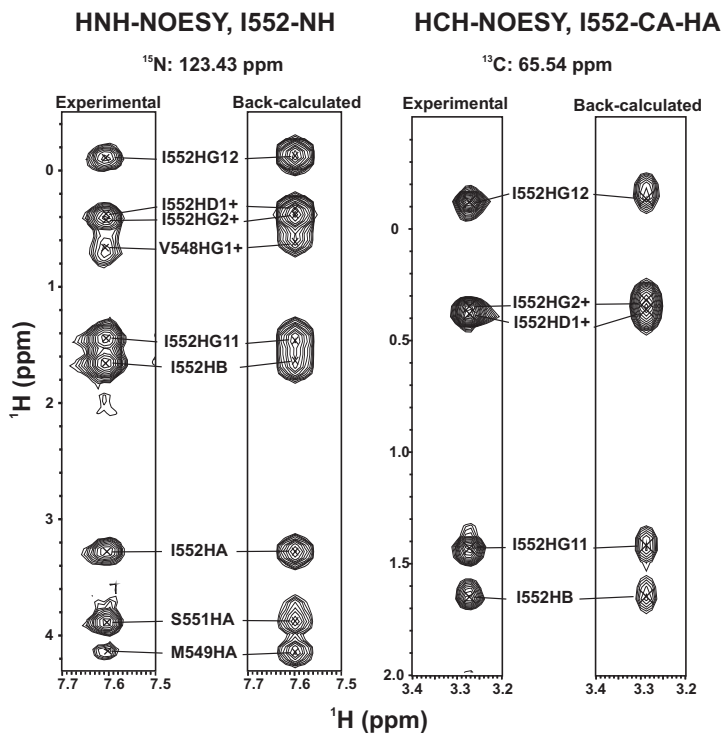 HNH-NOESY, I552-NH
¹⁵N: 123.43 ppm
Experimental
Back-calculated
¹H (ppm)
0
1
2
3
4
I552HG12
I552HD1+
I552HG2+
V548HG1+
I552HG11
I552HB
I552HA
S551HA
M549HA
7.7 7.6 7.5
7.7 7.6 7.5
HCH-NOESY, I552-CA-HA
¹³C: 65.54 ppm
Experimental
Back-calculated
0
0.5
1.0
1.5
2.0
I552HG12
I552HG2+
I552HD1+
I552HG11
I552HB
3.4 3.3 3.2
3.4 3.3 3.2
¹H (ppm)